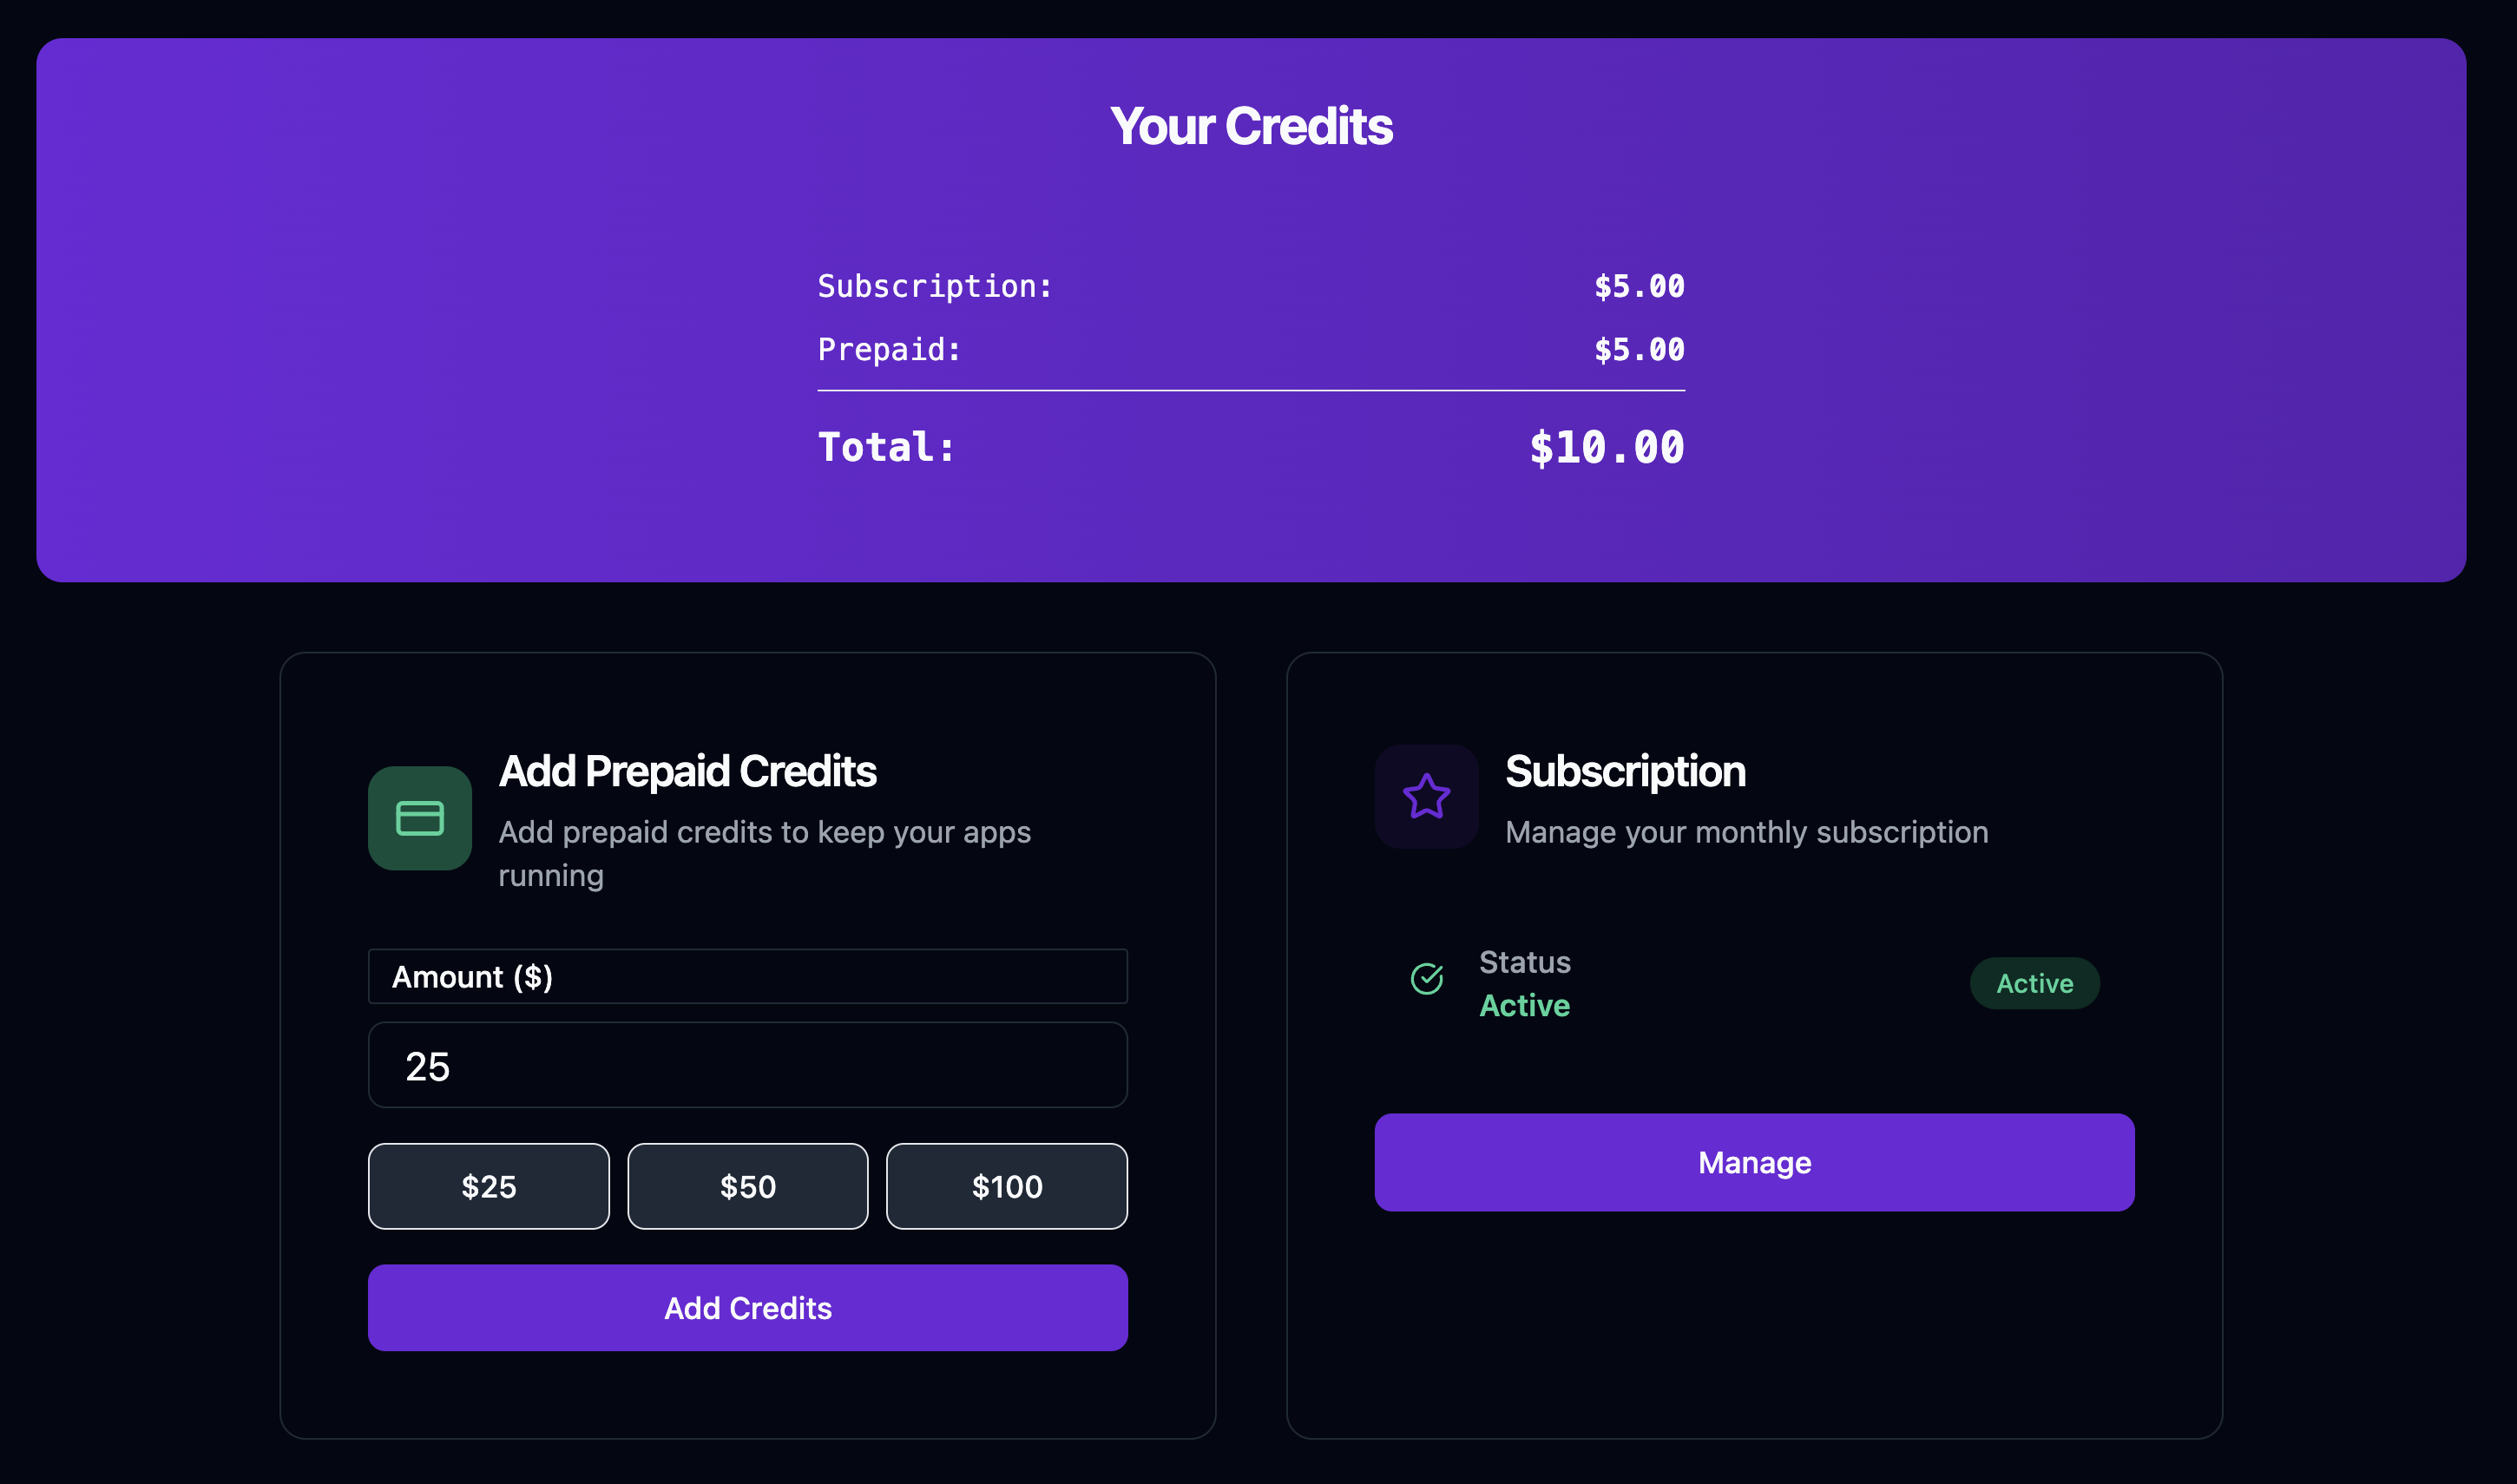 Your Credits
Subscription: $5.00
Prepaid: $5.00
Total: $10.00
Add Prepaid Credits
Add prepaid credits to keep your apps
running
Amount ($)
25
$25 $50 $100
Add Credits
Subscription
Manage your monthly subscription
Status
Active
Active
Manage